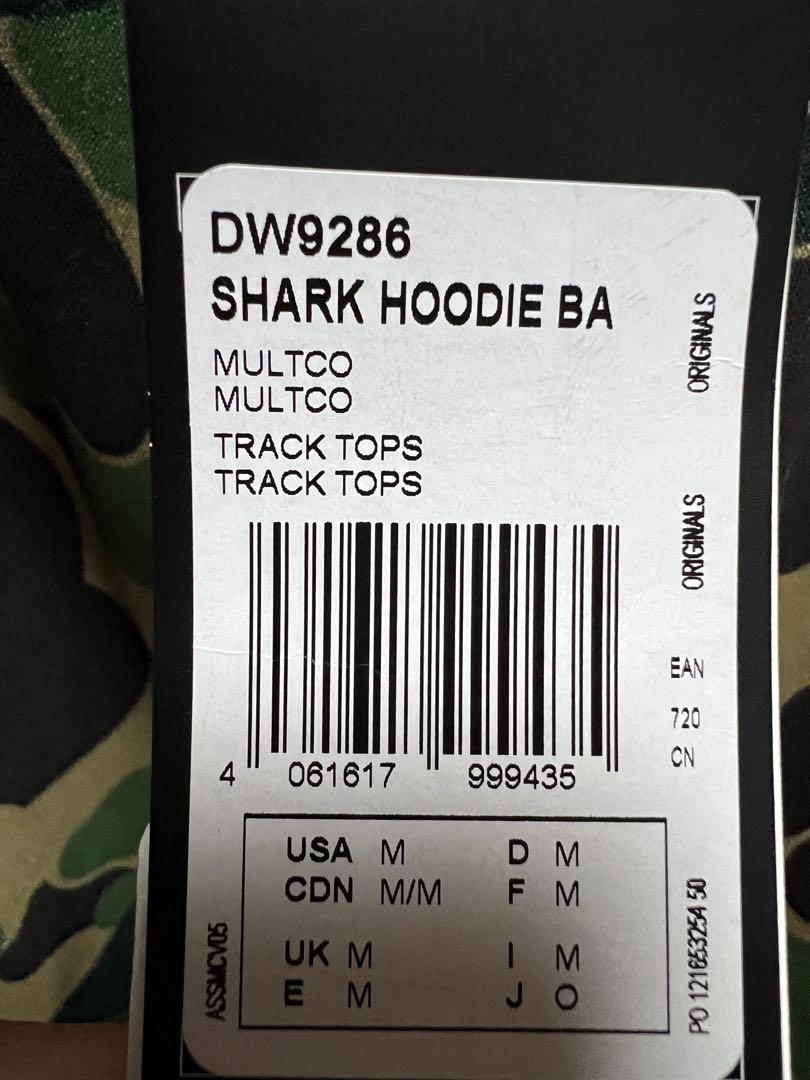 DW9286
SHARK HOODIE BA
MULTCO
MULTCO
TRACK TOPS
TRACK TOPS
ORIGINALS
ORIGINALS
EAN
720
CN
4 061617 999435
USA M D M
CDN M/M F M
UK M I M
E M J O
ASSMCV05
PO 121653254 50